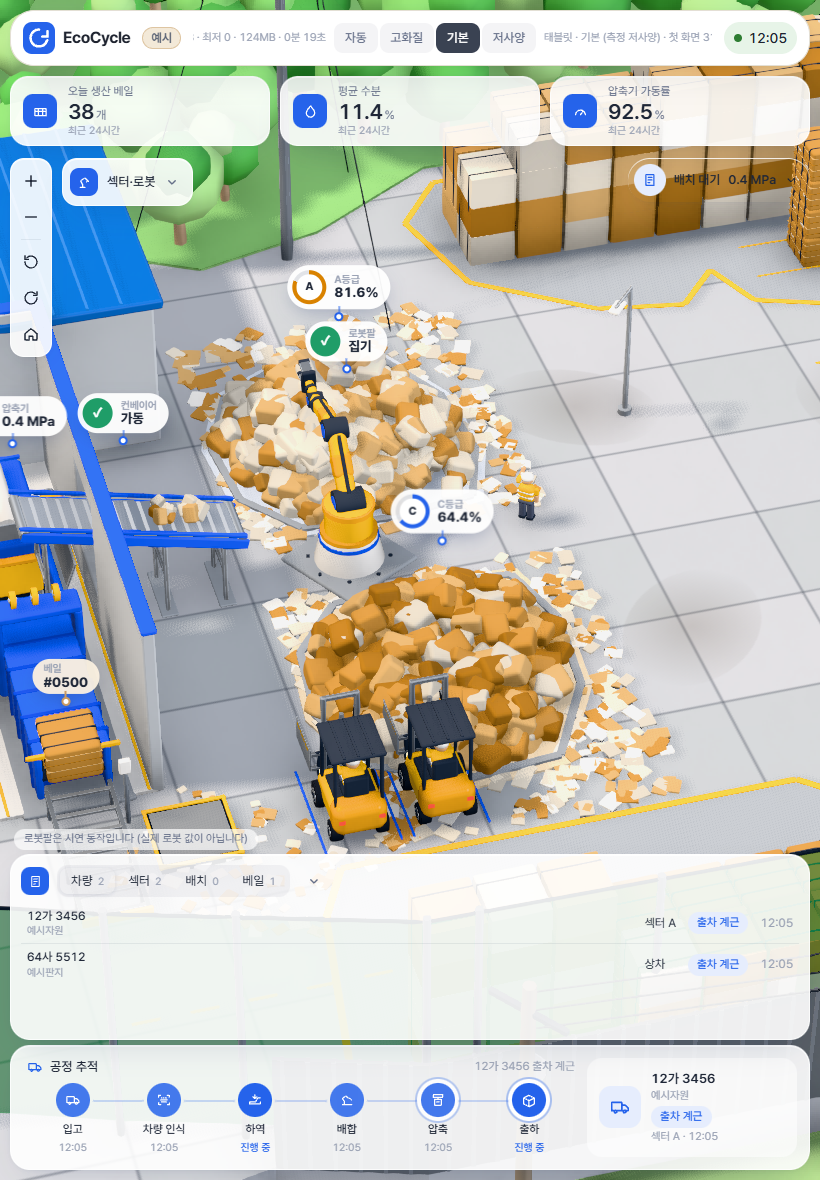 EcoCycle
예시
· 최저 0 · 124MB · 0분 19초
자동
고화질
기본
저사양
태블릿 · 기본 (측정 저사양) · 첫 화면
12:05
오늘 생산 베일
38개
최근 24시간
평균 수분
11.4%
최근 24시간
압축기 가동률
92.5%
최근 24시간
섹터·로봇
배치 대기 0.4 MPa
A
A등급
81.6%
로봇팔
집기
압축기
0.4 MPa
컨베이어
가동
C
C등급
64.4%
베일
#0500
로봇팔은 시연 동작입니다 (실제 로봇 값이 아닙니다)
차량 2
섹터 2
배치 0
베일 1
12가 3456
예시자원
섹터 A
출차 계근
12:05
64사 5512
예시판지
상차
출차 계근
12:05
공정 추적
12가 3456 출차 계근
입고
12:05
차량 인식
12:05
하역
진행 중
배합
12:05
압축
12:05
출하
진행 중
12가 3456
예시자원
출차 계근
섹터 A · 12:05